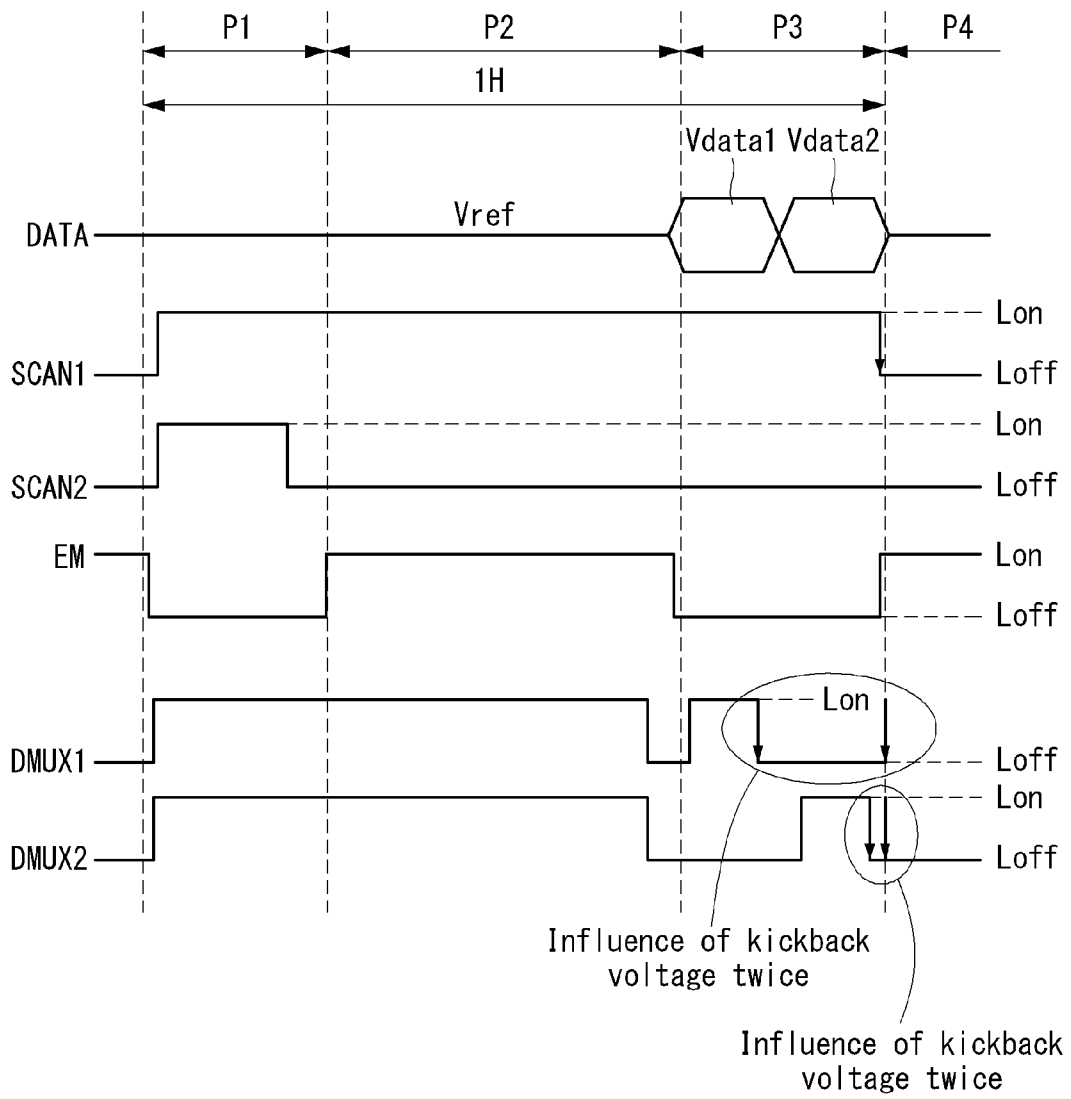 P1
P2
P3
P4
1H
Vdata1
Vdata2
Vref
DATA
Lon
SCAN1
Loff
Lon
SCAN2
Loff
EM
Lon
Loff
Lon
DMUX1
Loff
Lon
DMUX2
Loff
Influence of kickback
voltage twice
Influence of kickback
voltage twice